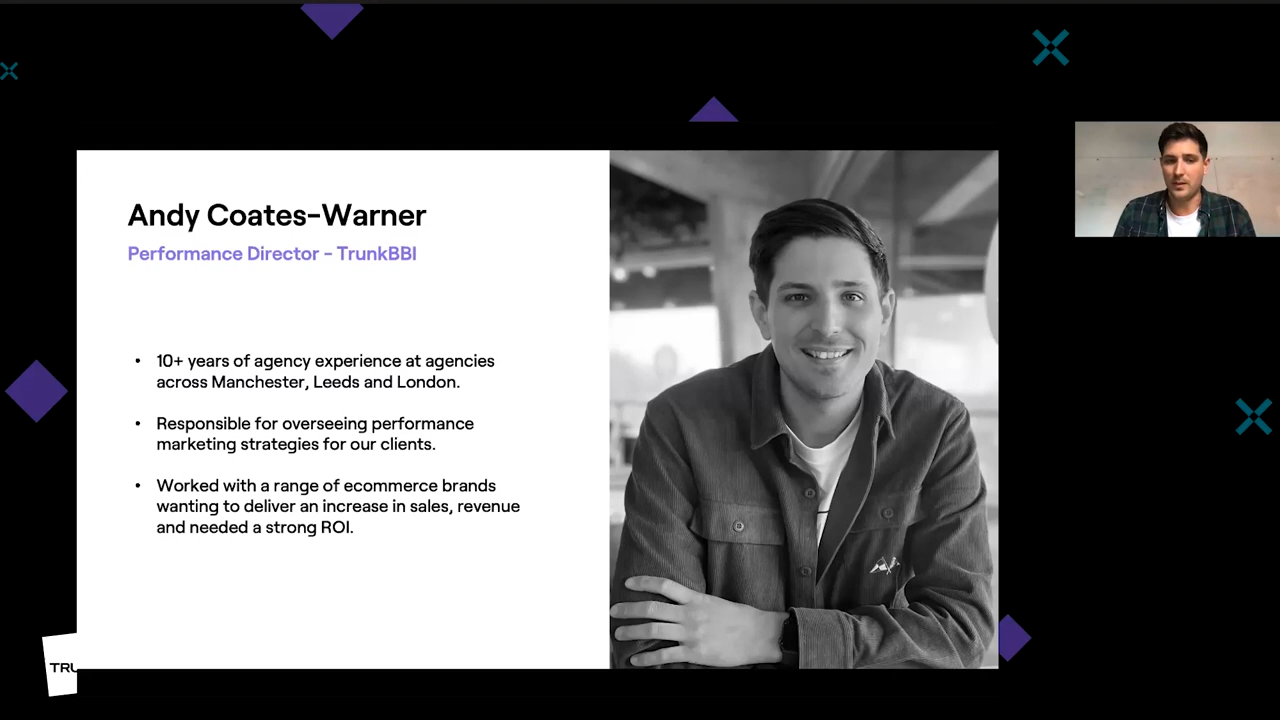 Andy Coates-Warner
Performance Director - TrunkBBI
• 10+ years of agency experience at agencies
across Manchester, Leeds and London.
• Responsible for overseeing performance
marketing strategies for our clients.
• Worked with a range of ecommerce brands
wanting to deliver an increase in sales, revenue
and needed a strong ROI.